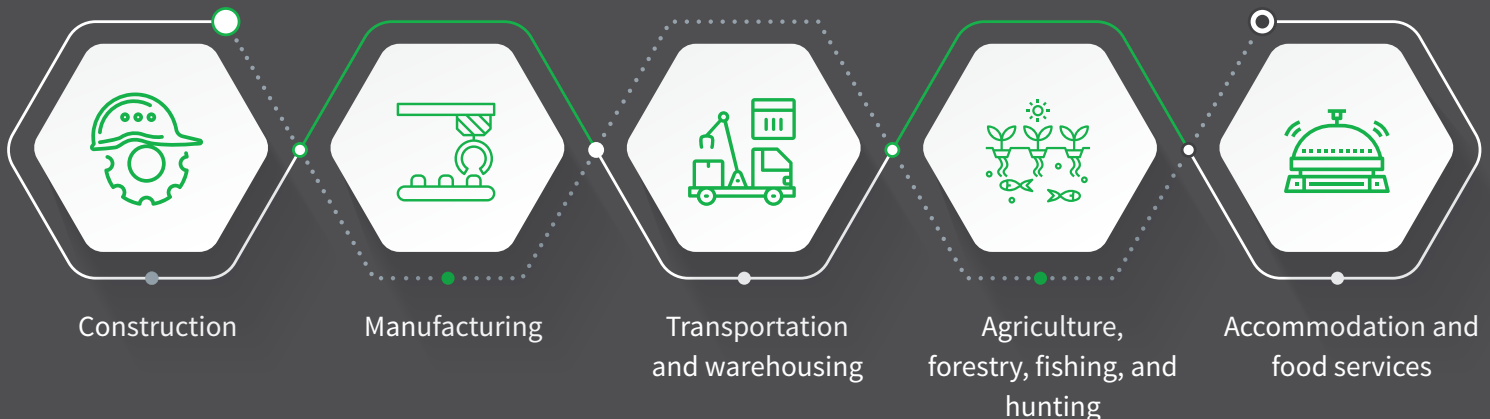 Construction
Manufacturing
Transportation
and warehousing
Agriculture,
forestry, fishing, and
hunting
Accommodation and
food services